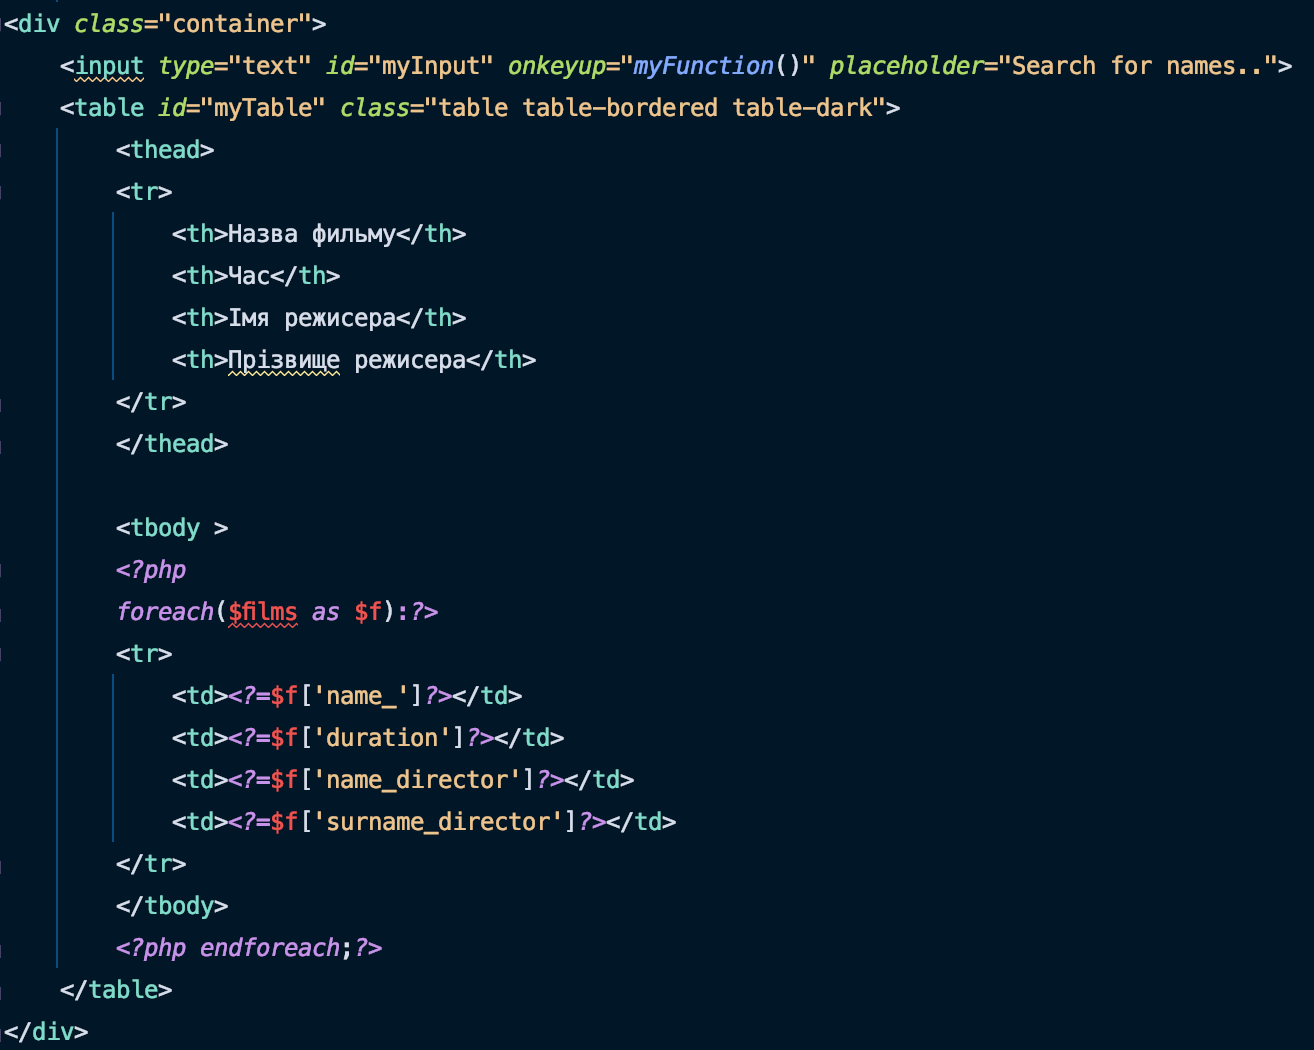 <div class="container">
<input type="text" id="myInput" onkeyup="myFunction()" placeholder="Search for names..">
<table id="myTable" class="table table-bordered table-dark">
<thead>
<tr>
<th>Назва фильму</th>
<th>Час</th>
<th>Імя режисера</th>
<th>Прізвище режисера</th>
</tr>
</thead>
<tbody >
<?php
foreach($films as $f):?>
<tr>
<td><?=$f['name_']?></td>
<td><?=$f['duration']?></td>
<td><?=$f['name_director']?></td>
<td><?=$f['surname_director']?></td>
</tr>
</tbody>
<?php endforeach;?>
</table>
</div>